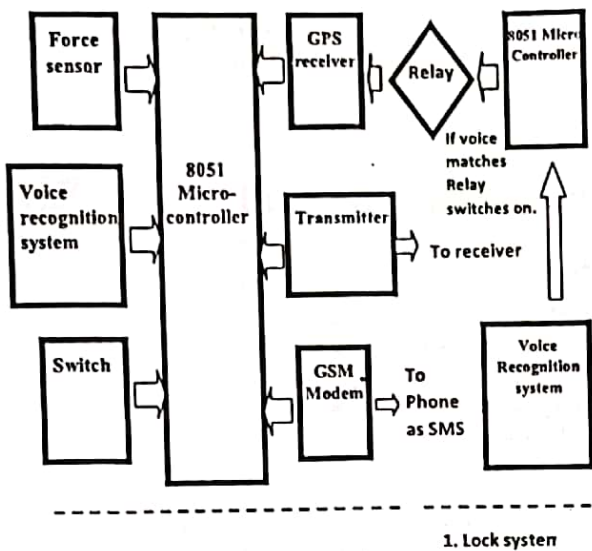 Force
sensor
Voice
recognition
system
Switch
8051
Micro-
controller
GPS
receiver
Transmitter
GSM
Modem
To receiver
To
Phone
as SMS
Relay
8051 Micro
Controller
If voice
matches
Relay
switches on.
Voice
Recognition
system
1. Lock system